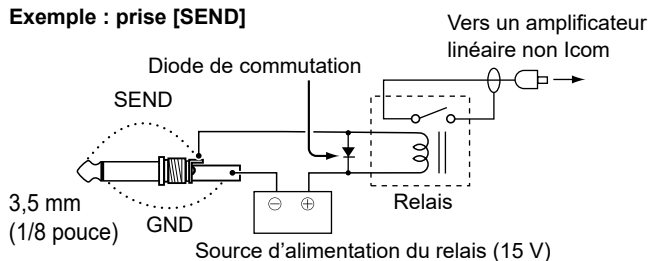 Exemple : prise [SEND]
Vers un amplificateur
linéaire non Icom
Diode de commutation
SEND
3,5 mm
(1/8 pouce)
GND
Relais
Source d'alimentation du relais (15 V)